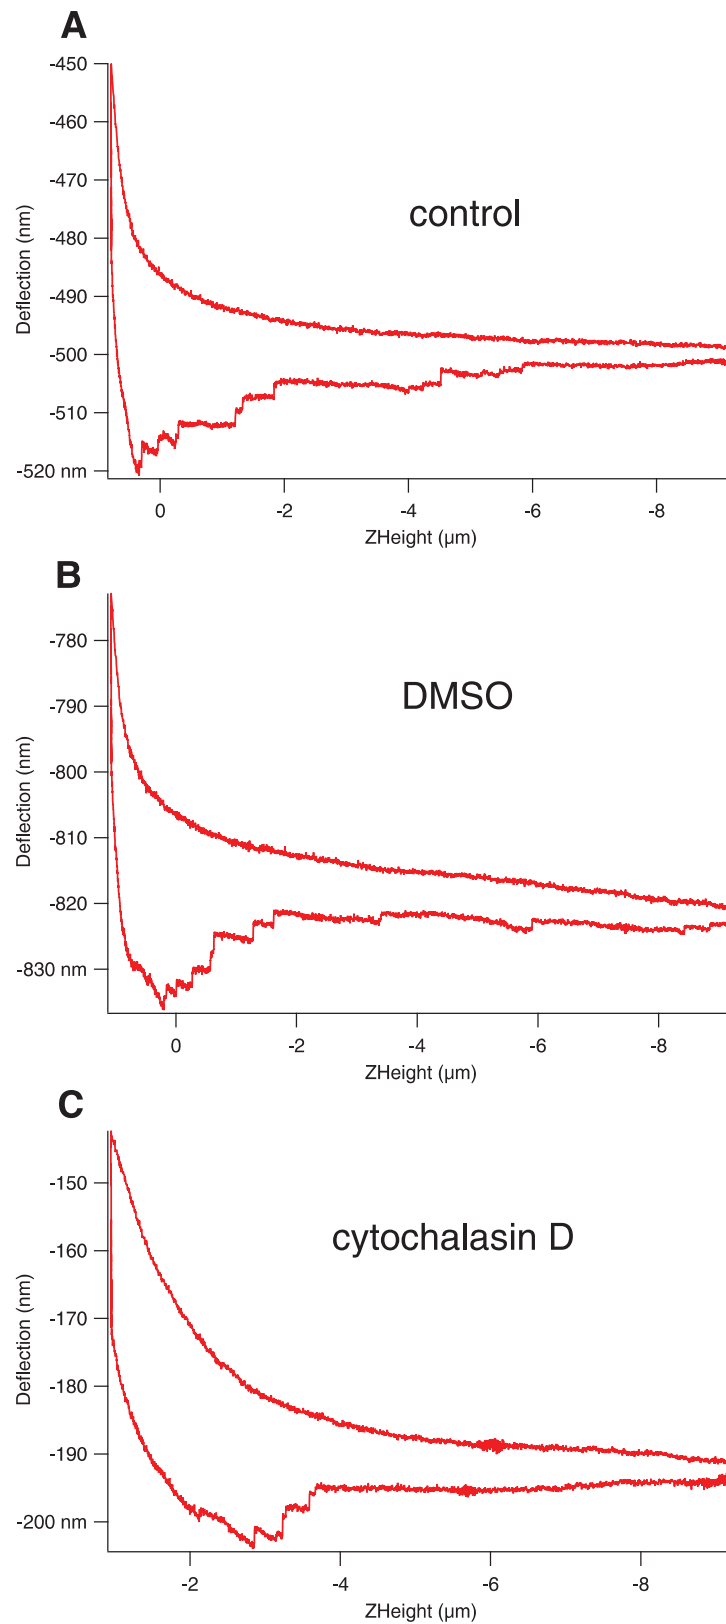 A
-450
-460
-470
-480
-490
-500
-510
-520 nm
Deflection (nm)
control
0 -2 -4 -6 -8
ZHeight (µm)
B
-780
-790
-800
-810
-820
-830 nm
Deflection (nm)
DMSO
0 -2 -4 -6 -8
ZHeight (µm)
C
-150
-160
-170
-180
-190
-200 nm
Deflection (nm)
cytochalasin D
-2 -4 -6 -8
ZHeight (µm)